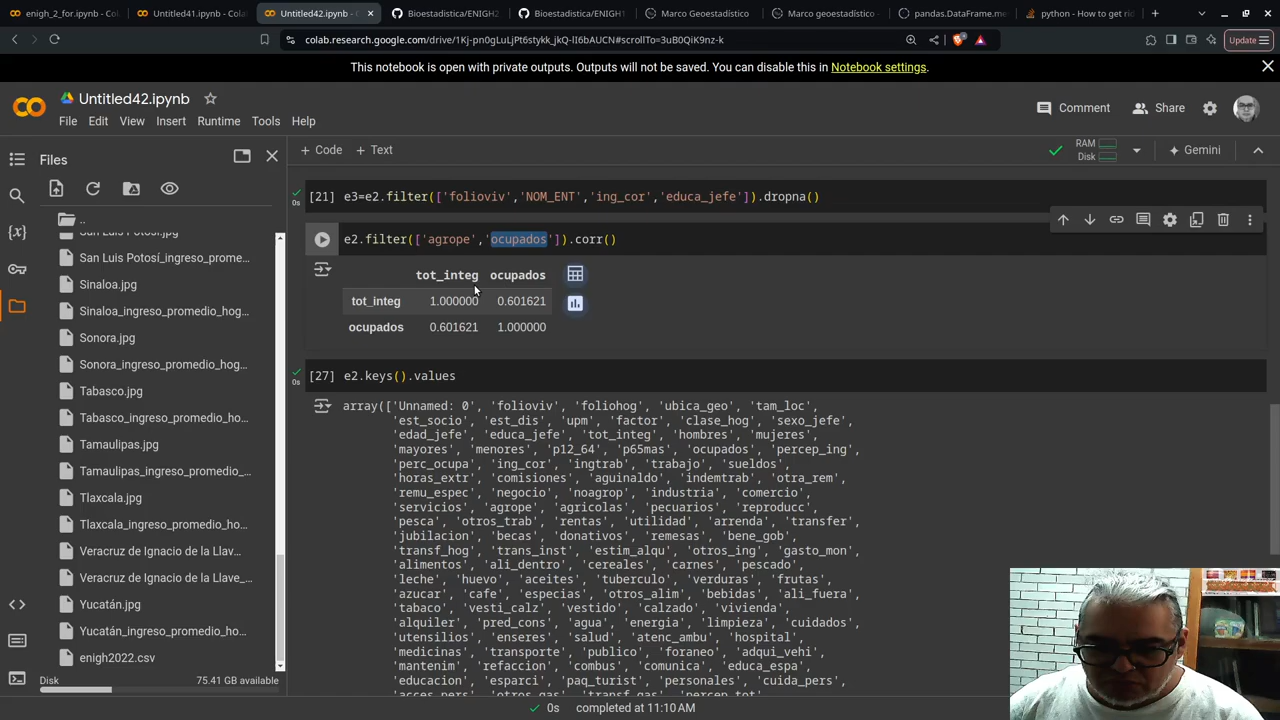 enigh_2_for.ipynb - Co
Untitled41.ipynb - Cola
Untitled42.ipynb - Co
Bioestadistica/ENIGH2
Bioestadistica/ENIGH1
Marco Geoestadístico
Marco geoestadístico
pandas.DataFrame.me
python - How to get ri
colab.research.google.com/drive/1Kj-pn0gLuLjPt6stykk_jkQ-lI6bAUCN#scrollTo=3uB0QiK9nz-k
Update
This notebook is open with private outputs. Outputs will not be saved. You can disable this in Notebook settings.
Untitled42.ipynb
Comment
Share
File Edit View Insert Runtime Tools Help
Files
+ Code + Text
RAM
Disk
Gemini
..
San Luis Potosí.jpg
San Luis Potosí_ingreso_prome...
Sinaloa.jpg
Sinaloa_ingreso_promedio_hog...
Sonora.jpg
Sonora_ingreso_promedio_hog...
Tabasco.jpg
Tabasco_ingreso_promedio_ho...
Tamaulipas.jpg
Tamaulipas_ingreso_promedio_...
Tlaxcala.jpg
Tlaxcala_ingreso_promedio_ho...
Veracruz de Ignacio de la Llav...
Veracruz de Ignacio de la Llave_...
Yucatán.jpg
Yucatán_ingreso_promedio_ho...
enigh2022.csv
Disk
75.41 GB available
[21] e3=e2.filter(['folioviv','NOM_ENT','ing_cor','educa_jefe']).dropna()
0s
e2.filter(['agrope','ocupados']).corr()
tot_integ ocupados
tot_integ 1.000000 0.601621
ocupados 0.601621 1.000000
[27] e2.keys().values
0s
array(['Unnamed: 0', 'folioviv', 'foliohog', 'ubica_geo', 'tam_loc',
'est_socio', 'est_dis', 'upm', 'factor', 'clase_hog', 'sexo_jefe',
'edad_jefe', 'educa_jefe', 'tot_integ', 'hombres', 'mujeres',
'mayores', 'menores', 'p12_64', 'p65mas', 'ocupados', 'percep_ing',
'perc_ocupa', 'ing_cor', 'ingtrab', 'trabajo', 'sueldos',
'horas_extr', 'comisiones', 'aguinaldo', 'indemtrab', 'otra_rem',
'remu_espec', 'negocio', 'noagrop', 'industria', 'comercio',
'servicios', 'agrope', 'agricolas', 'pecuarios', 'reproducc',
'pesca', 'otros_trab', 'rentas', 'utilidad', 'arrenda', 'transfer',
'jubilacion', 'becas', 'donativos', 'remesas', 'bene_gob',
'transf_hog', 'trans_inst', 'estim_alqu', 'otros_ing', 'gasto_mon',
'alimentos', 'ali_dentro', 'cereales', 'carnes', 'pescado',
'leche', 'huevo', 'aceites', 'tuberculo', 'verduras', 'frutas',
'azucar', 'cafe', 'especias', 'otros_alim', 'bebidas', 'ali_fuera',
'tabaco', 'vesti_calz', 'vestido', 'calzado', 'vivienda',
'alquiler', 'pred_cons', 'agua', 'energia', 'limpieza', 'cuidados',
'utensilios', 'enseres', 'salud', 'atenc_ambu', 'hospital',
'medicinas', 'transporte', 'publico', 'foraneo', 'adqui_vehi',
'mantenim', 'refaccion', 'combus', 'comunica', 'educa_espa',
'educacion', 'esparci', 'paq_turist', 'personales', 'cuida_pers',
'acces_pers', 'otros_gas', 'transf_gas', 'percep_tot',
0s completed at 11:10 AM